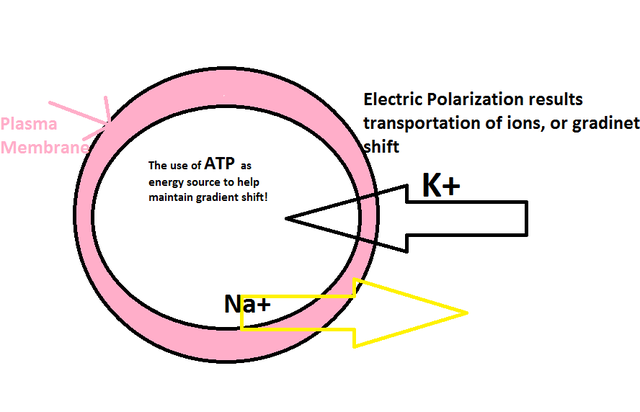 Electric Polarization results
transportation of ions, or gradinet
shift
Plasma
Membrane
The use of ATP as
energy source to help
maintain gradient shift!
K+
Na+